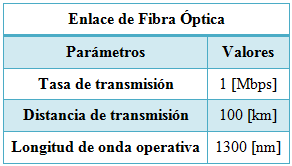 Enlace de Fibra Óptica
Parámetros Valores
Tasa de transmisión 1 [Mbps]
Distancia de transmisión 100 [km]
Longitud de onda operativa 1300 [nm]